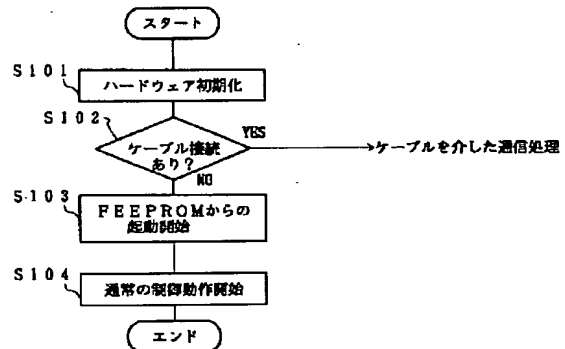 スタート
S101
ハードウェア初期化
S102
ケーブル接続
あり?
YES
ケーブルを介した通信処理
NO
S103
FEEPROMからの
起動開始
S104
通常の制御動作開始
エンド